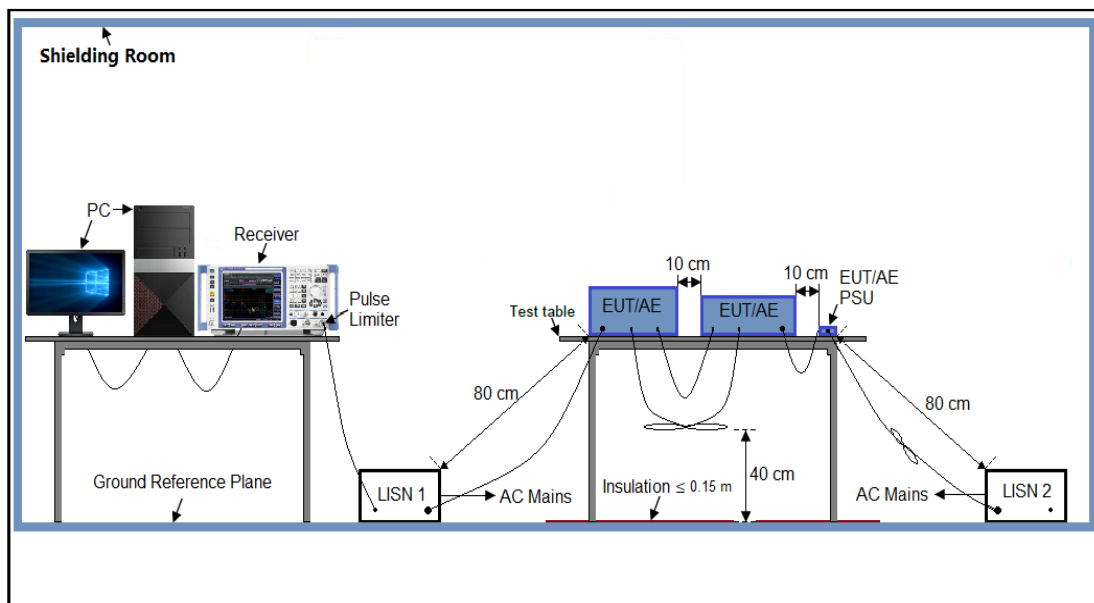 Shielding Room
PC
Receiver
Pulse
Limiter
10 cm
10 cm
EUT/AE
PSU
EUT/AE
EUT/AE
Test table
80 cm
80 cm
40 cm
Ground Reference Plane
LISN 1
AC Mains
Insulation ≤ 0.15 m
AC Mains
LISN 2